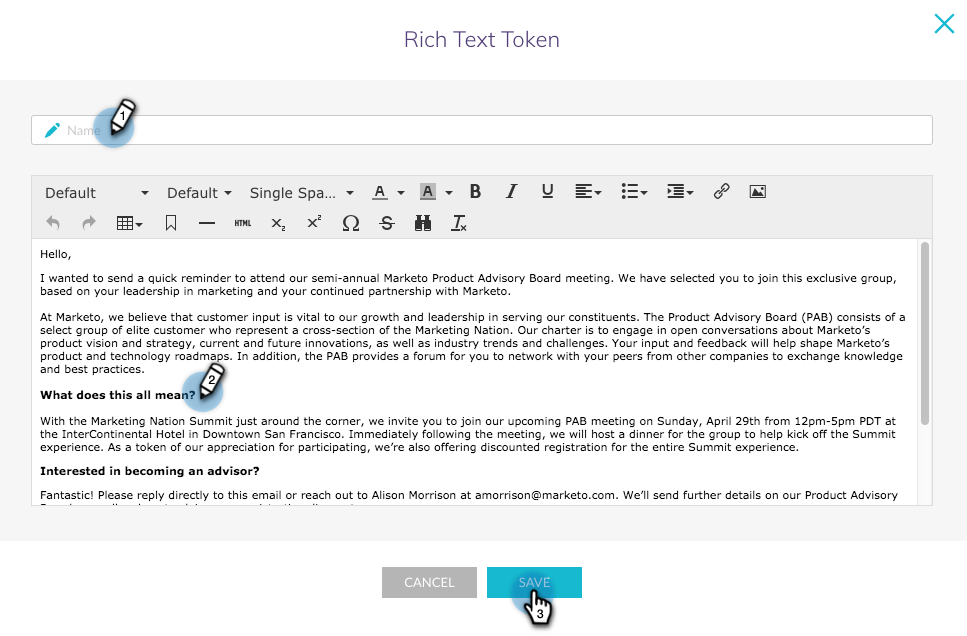 Rich Text Token
Name
1
Default Default Single Spa... A A B I U
HTML X₂ X² Ω S Tx
Hello,
I wanted to send a quick reminder to attend our semi-annual Marketo Product Advisory Board meeting. We have selected you to join this exclusive group,
based on your leadership in marketing and your continued partnership with Marketo.
At Marketo, we believe that customer input is vital to our growth and leadership in serving our constituents. The Product Advisory Board (PAB) consists of a
select group of elite customer who represent a cross-section of the Marketing Nation. Our charter is to engage in open conversations about Marketo’s
product vision and strategy, current and future innovations, as well as industry trends and challenges. Your input and feedback will help shape Marketo’s
product and technology roadmaps. In addition, the PAB provides a forum for you to network with your peers from other companies to exchange knowledge
and best practices.
What does this all mean?
2
With the Marketing Nation Summit just around the corner, we invite you to join our upcoming PAB meeting on Sunday, April 29th from 12pm-5pm PDT at
the InterContinental Hotel in Downtown San Francisco. Immediately following the meeting, we will host a dinner for the group to help kick off the Summit
experience. As a token of our appreciation for participating, we’re also offering discounted registration for the entire Summit experience.
Interested in becoming an advisor?
Fantastic! Please reply directly to this email or reach out to Alison Morrison at amorrison@marketo.com. We’ll send further details on our Product Advisory
CANCEL SAVE
3